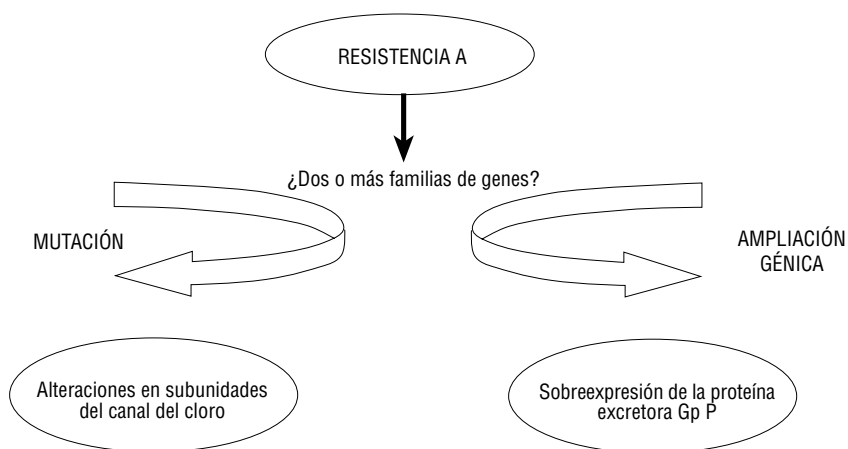 RESISTENCIA A
¿Dos o más familias de genes?
MUTACIÓN
AMPLIACIÓN
GÉNICA
Alteraciones en subunidades
del canal del cloro
Sobreexpresión de la proteína
excretora Gp P